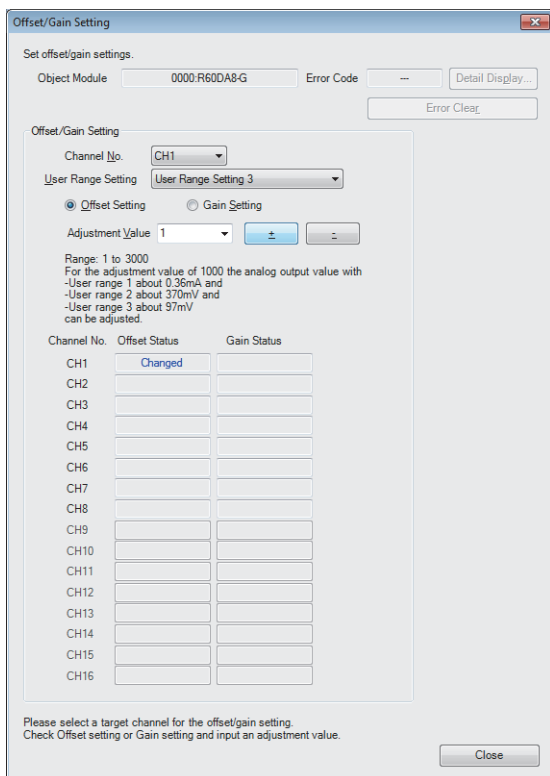 Offset/Gain Setting
Set offset/gain settings.
Object Module 0000:R60DA8-G Error Code --- Detail Display...
Error Clear
Offset/Gain Setting
Channel No. CH1
User Range Setting User Range Setting 3
Offset Setting Gain Setting
Adjustment Value 1 + -
Range: 1 to 3000
For the adjustment value of 1000 the analog output value with
-User range 1 about 0.36mA and
-User range 2 about 370mV and
-User range 3 about 97mV
can be adjusted.
Channel No. Offset Status Gain Status
CH1 Changed
CH2
CH3
CH4
CH5
CH6
CH7
CH8
CH9
CH10
CH11
CH12
CH13
CH14
CH15
CH16
Please select a target channel for the offset/gain setting.
Check Offset setting or Gain setting and input an adjustment value.
Close